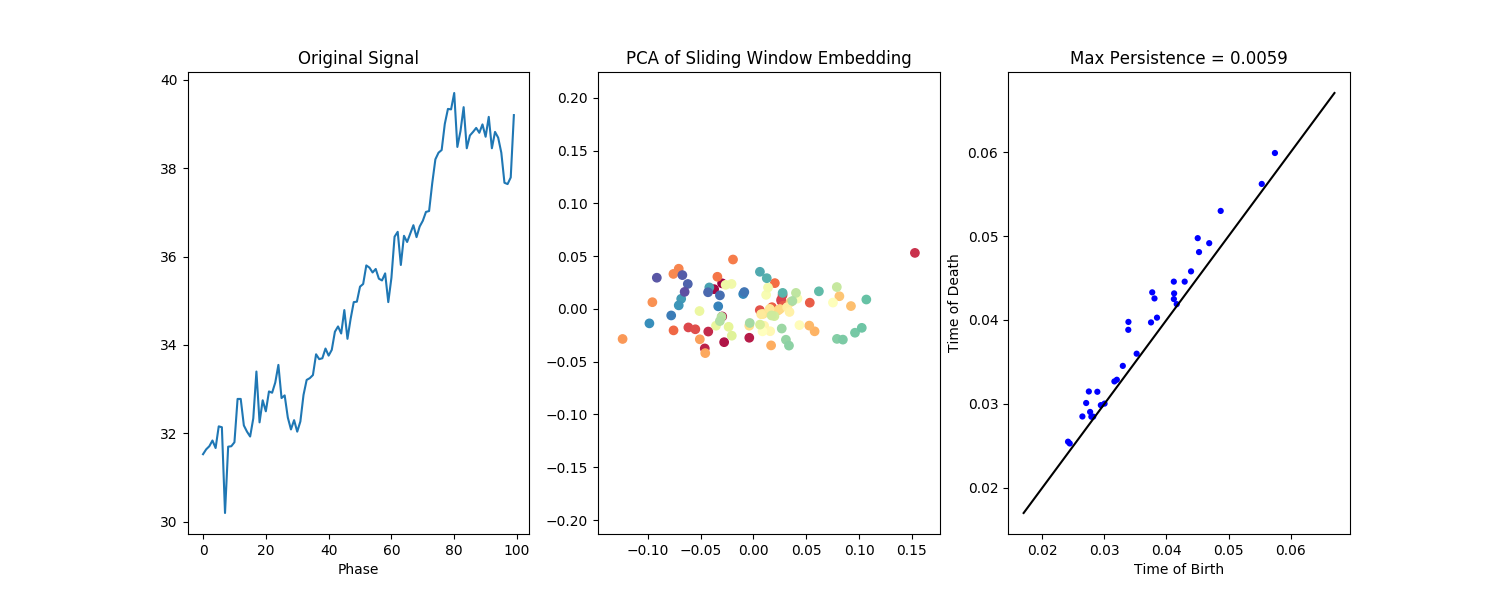 Original Signal
40
38
36
34
32
30
0 20 40 60 80 100
Phase
PCA of Sliding Window Embedding
0.20
0.15
0.10
0.05
0.00
−0.05
−0.10
−0.15
−0.20
−0.10 −0.05 0.00 0.05 0.10 0.15
Max Persistence = 0.0059
Time of Death
0.06
0.05
0.04
0.03
0.02
0.02 0.03 0.04 0.05 0.06
Time of Birth